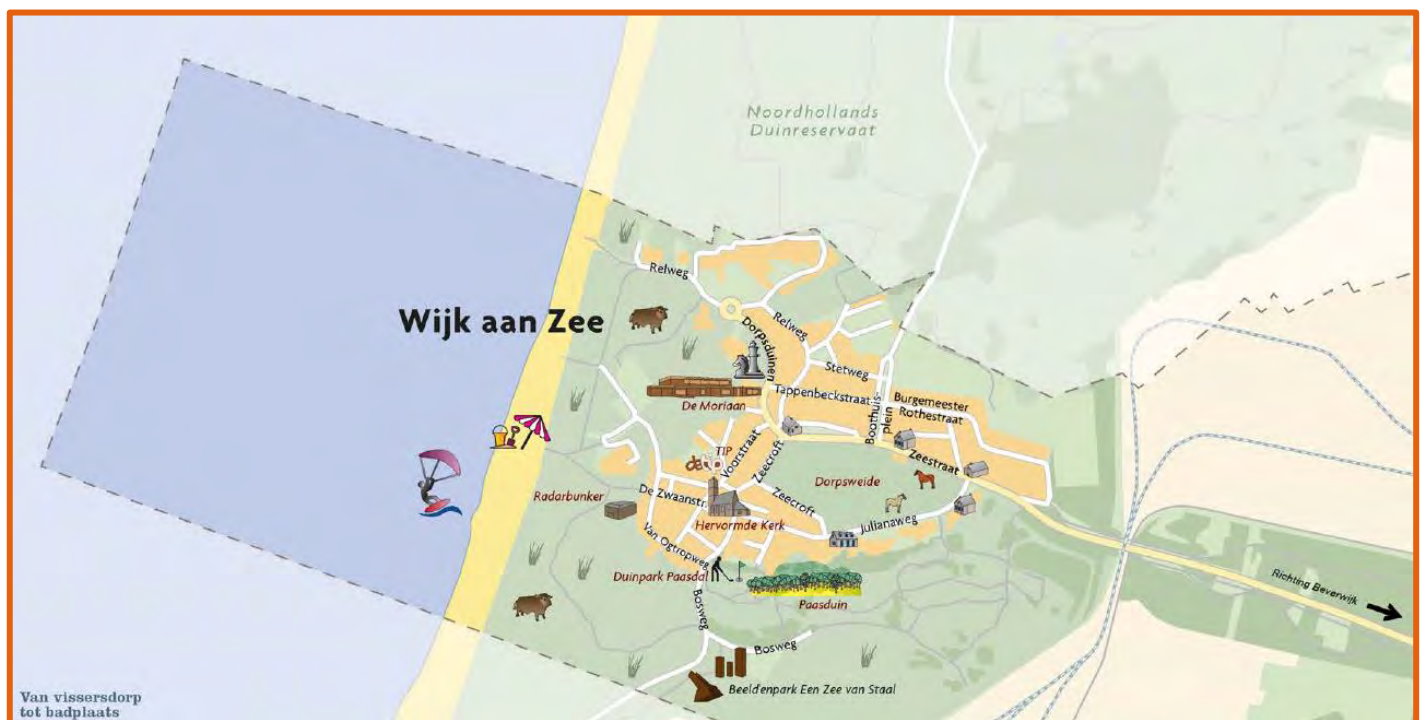 Noordhollands
Duinreservaat
Relweg
Wijk aan Zee
Dorpsduinen
Relweg
Stetweg
Tappenbeckstraat
De Moriaan
Burgemeester
Rothestraat
Boothuis-
plein
TIP
de
Voorstraat
Zeecroft
Zeestraat
Dorpsweide
Radarbunker
De Zwaanstr.
Zeecroft
Hervormde Kerk
Julianaweg
Van Ogtropweg
Duinpark Paasdal
Paasduin
Richting Beverwijk
Bosweg
Bosweg
Beeldenpark Een Zee van Staal
Van vissersdorp
tot badplaats